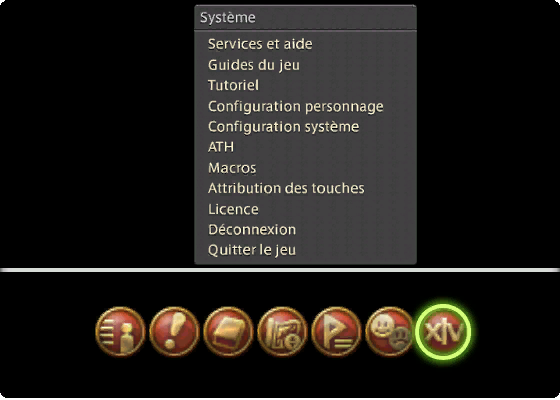 Système
Services et aide
Guides du jeu
Tutoriel
Configuration personnage
Configuration système
ATH
Macros
Attribution des touches
Licence
Déconnexion
Quitter le jeu
XIV